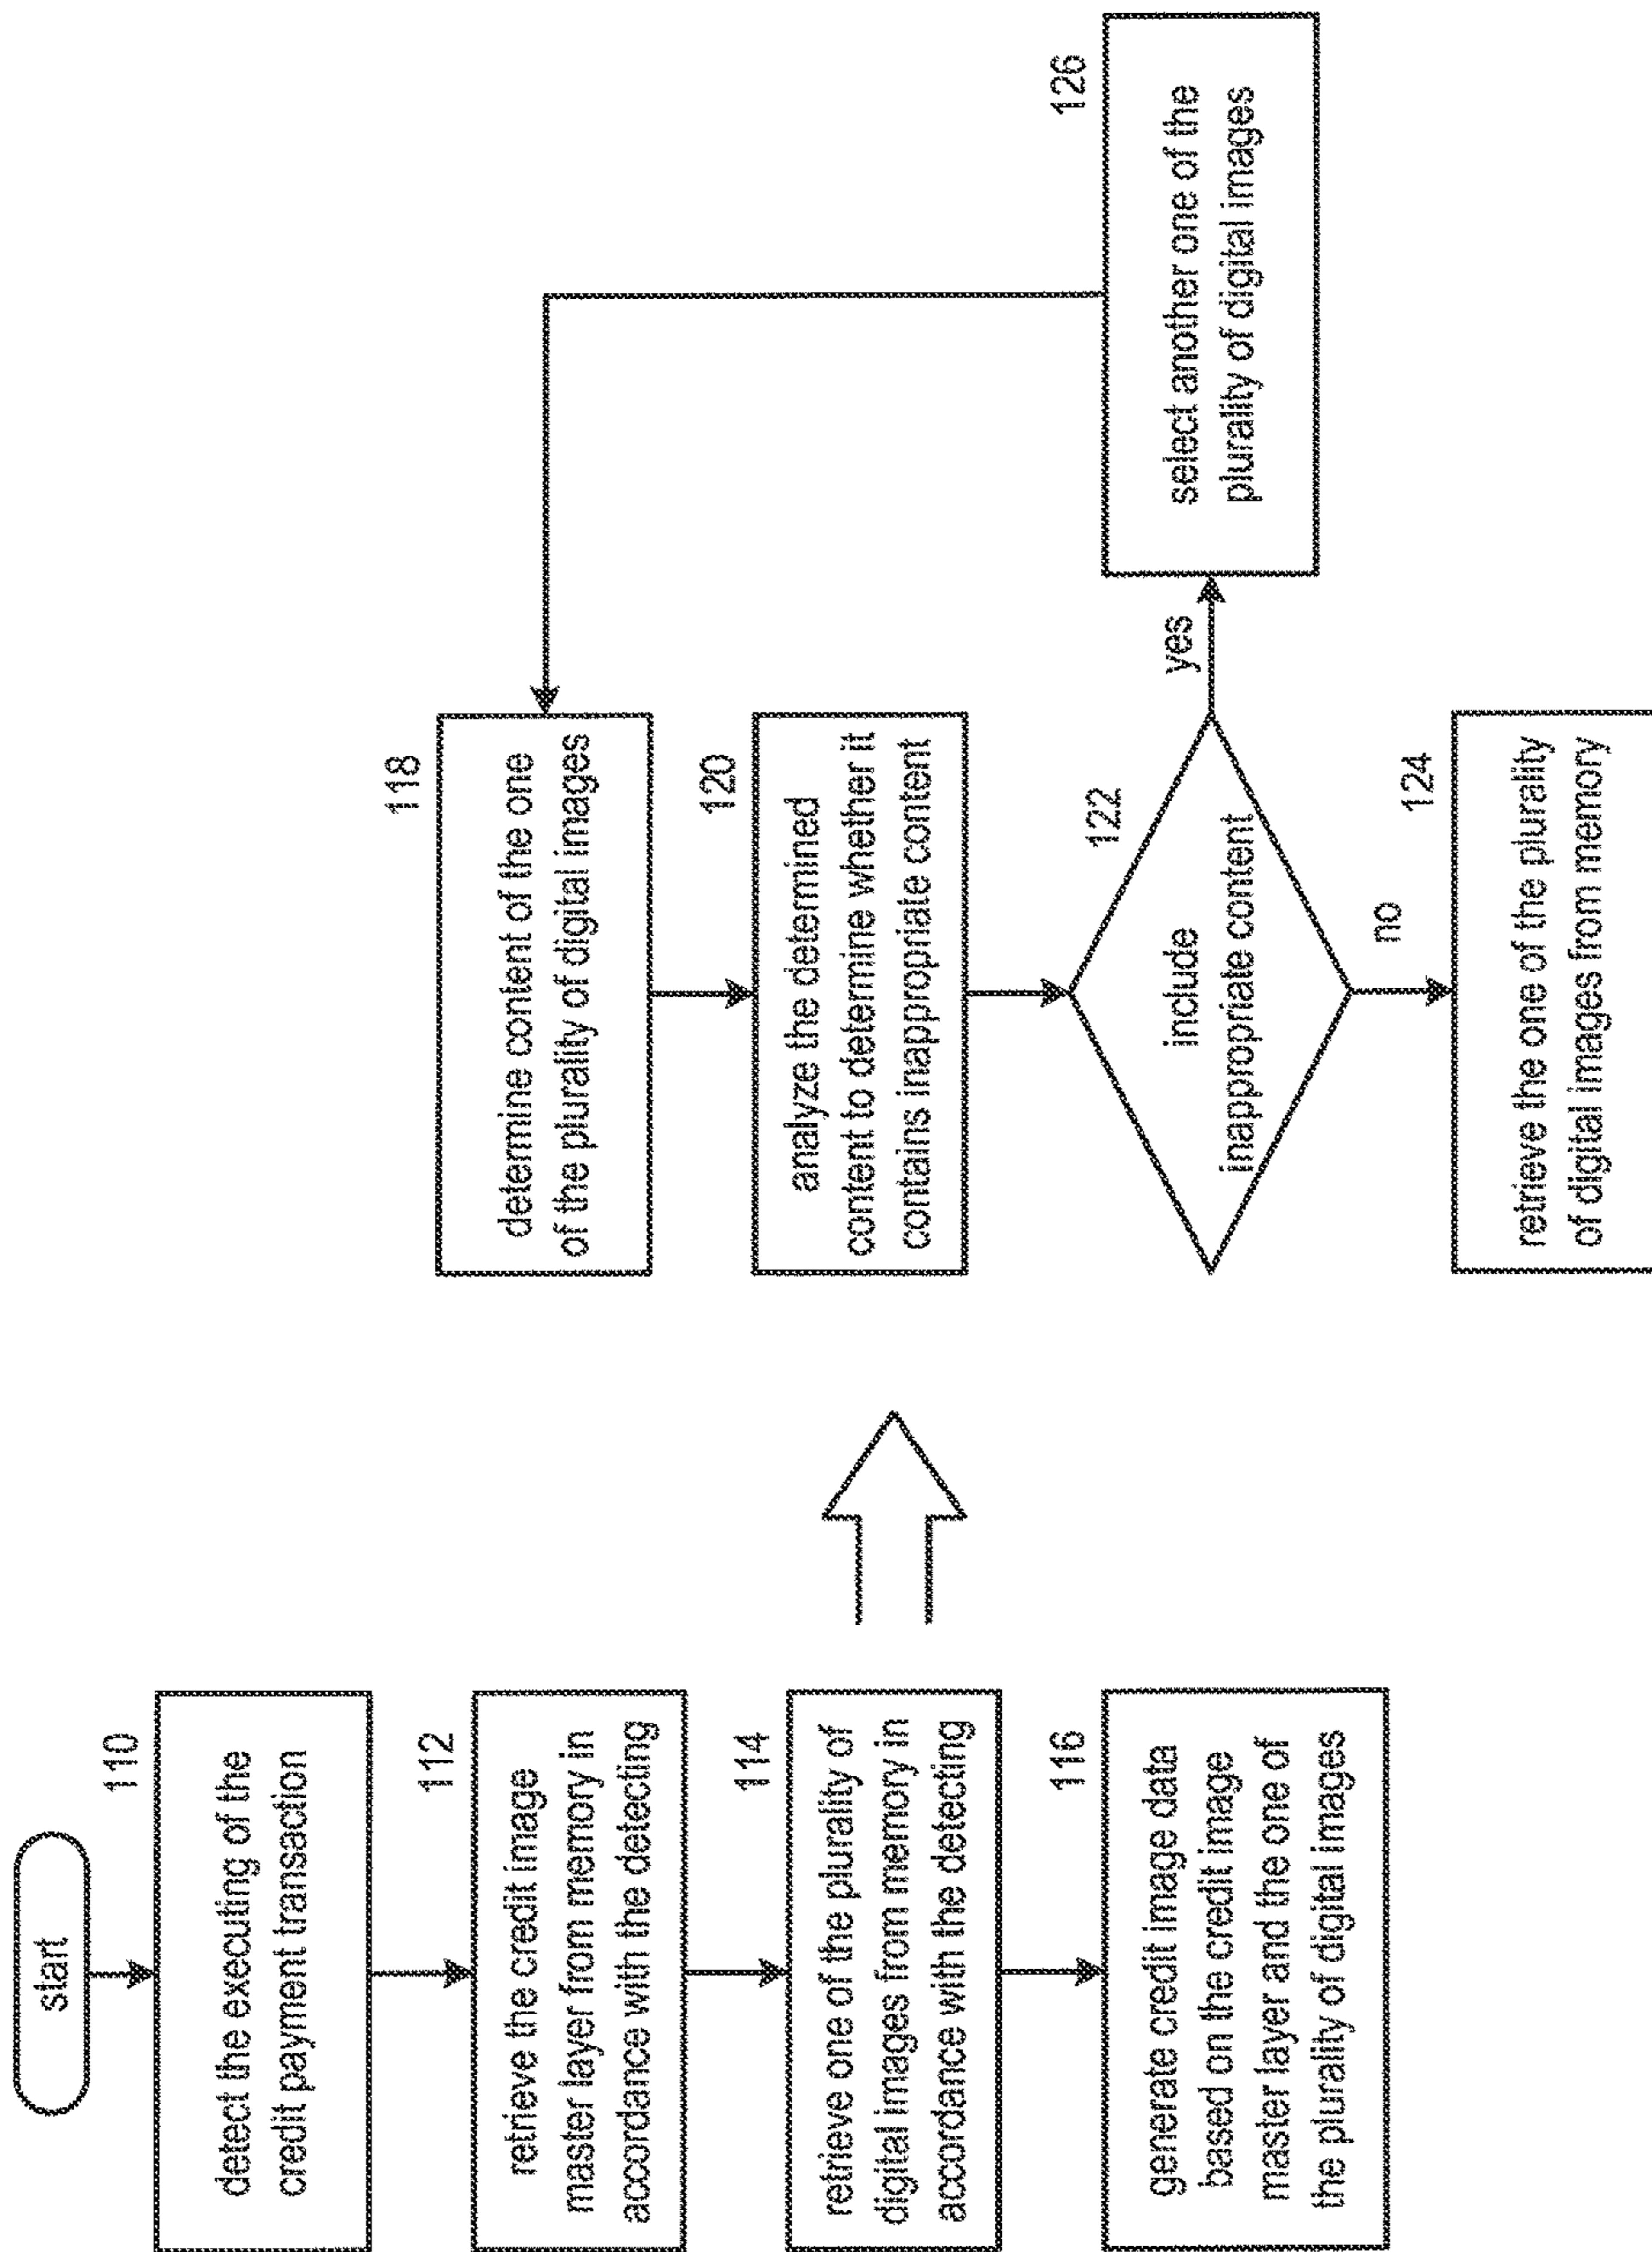 start
110
detect the executing of the
credit payment transaction
112
retrieve the credit image
master layer from memory in
accordance with the detecting
114
retrieve one of the plurality of
digital images from memory in
accordance with the detecting
116
generate credit image data
based on the credit image
master layer and the one of
the plurality of digital images
118
determine content of the one
of the plurality of digital images
120
analyze the determined
content to determine whether it
contains inappropriate content
122
include
inappropriate content
yes
no
124
retrieve the one of the plurality
of digital images from memory
126
select another one of the
plurality of digital images